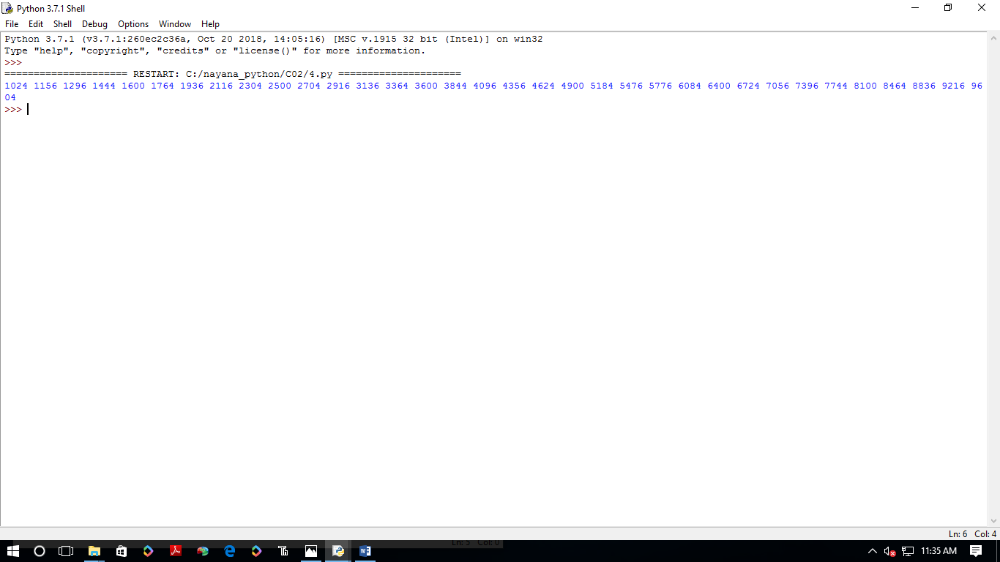 Python 3.7.1 Shell
File Edit Shell Debug Options Window Help
Python 3.7.1 (v3.7.1:260ec2c36a, Oct 20 2018, 14:05:16) [MSC v.1915 32 bit (Intel)] on win32
Type "help", "copyright", "credits" or "license()" for more information.
>>>
===================== RESTART: C:/nayana_python/C02/4.py =====================
1024 1156 1296 1444 1600 1764 1936 2116 2304 2500 2704 2916 3136 3364 3600 3844 4096 4356 4624 4900 5184 5476 5776 6084 6400 6724 7056 7396 7744 8100 8464 8836 9216 96
04
>>>
Ln: 6 Col: 4
Ln: 5 Col: 0
11:35 AM